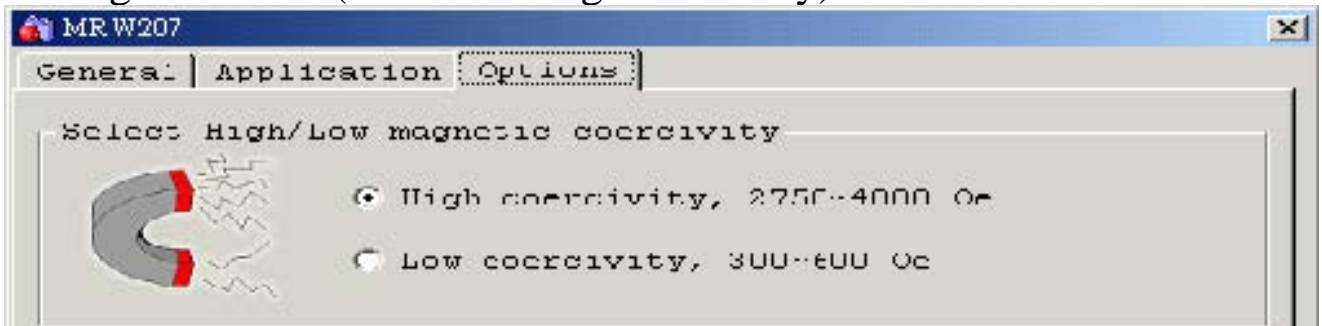 MR W207
General Application Options
Select High/Low magnetic coercivity
High coercivity, 2750~4000 Oe
Low coercivity, 300~600 Oe